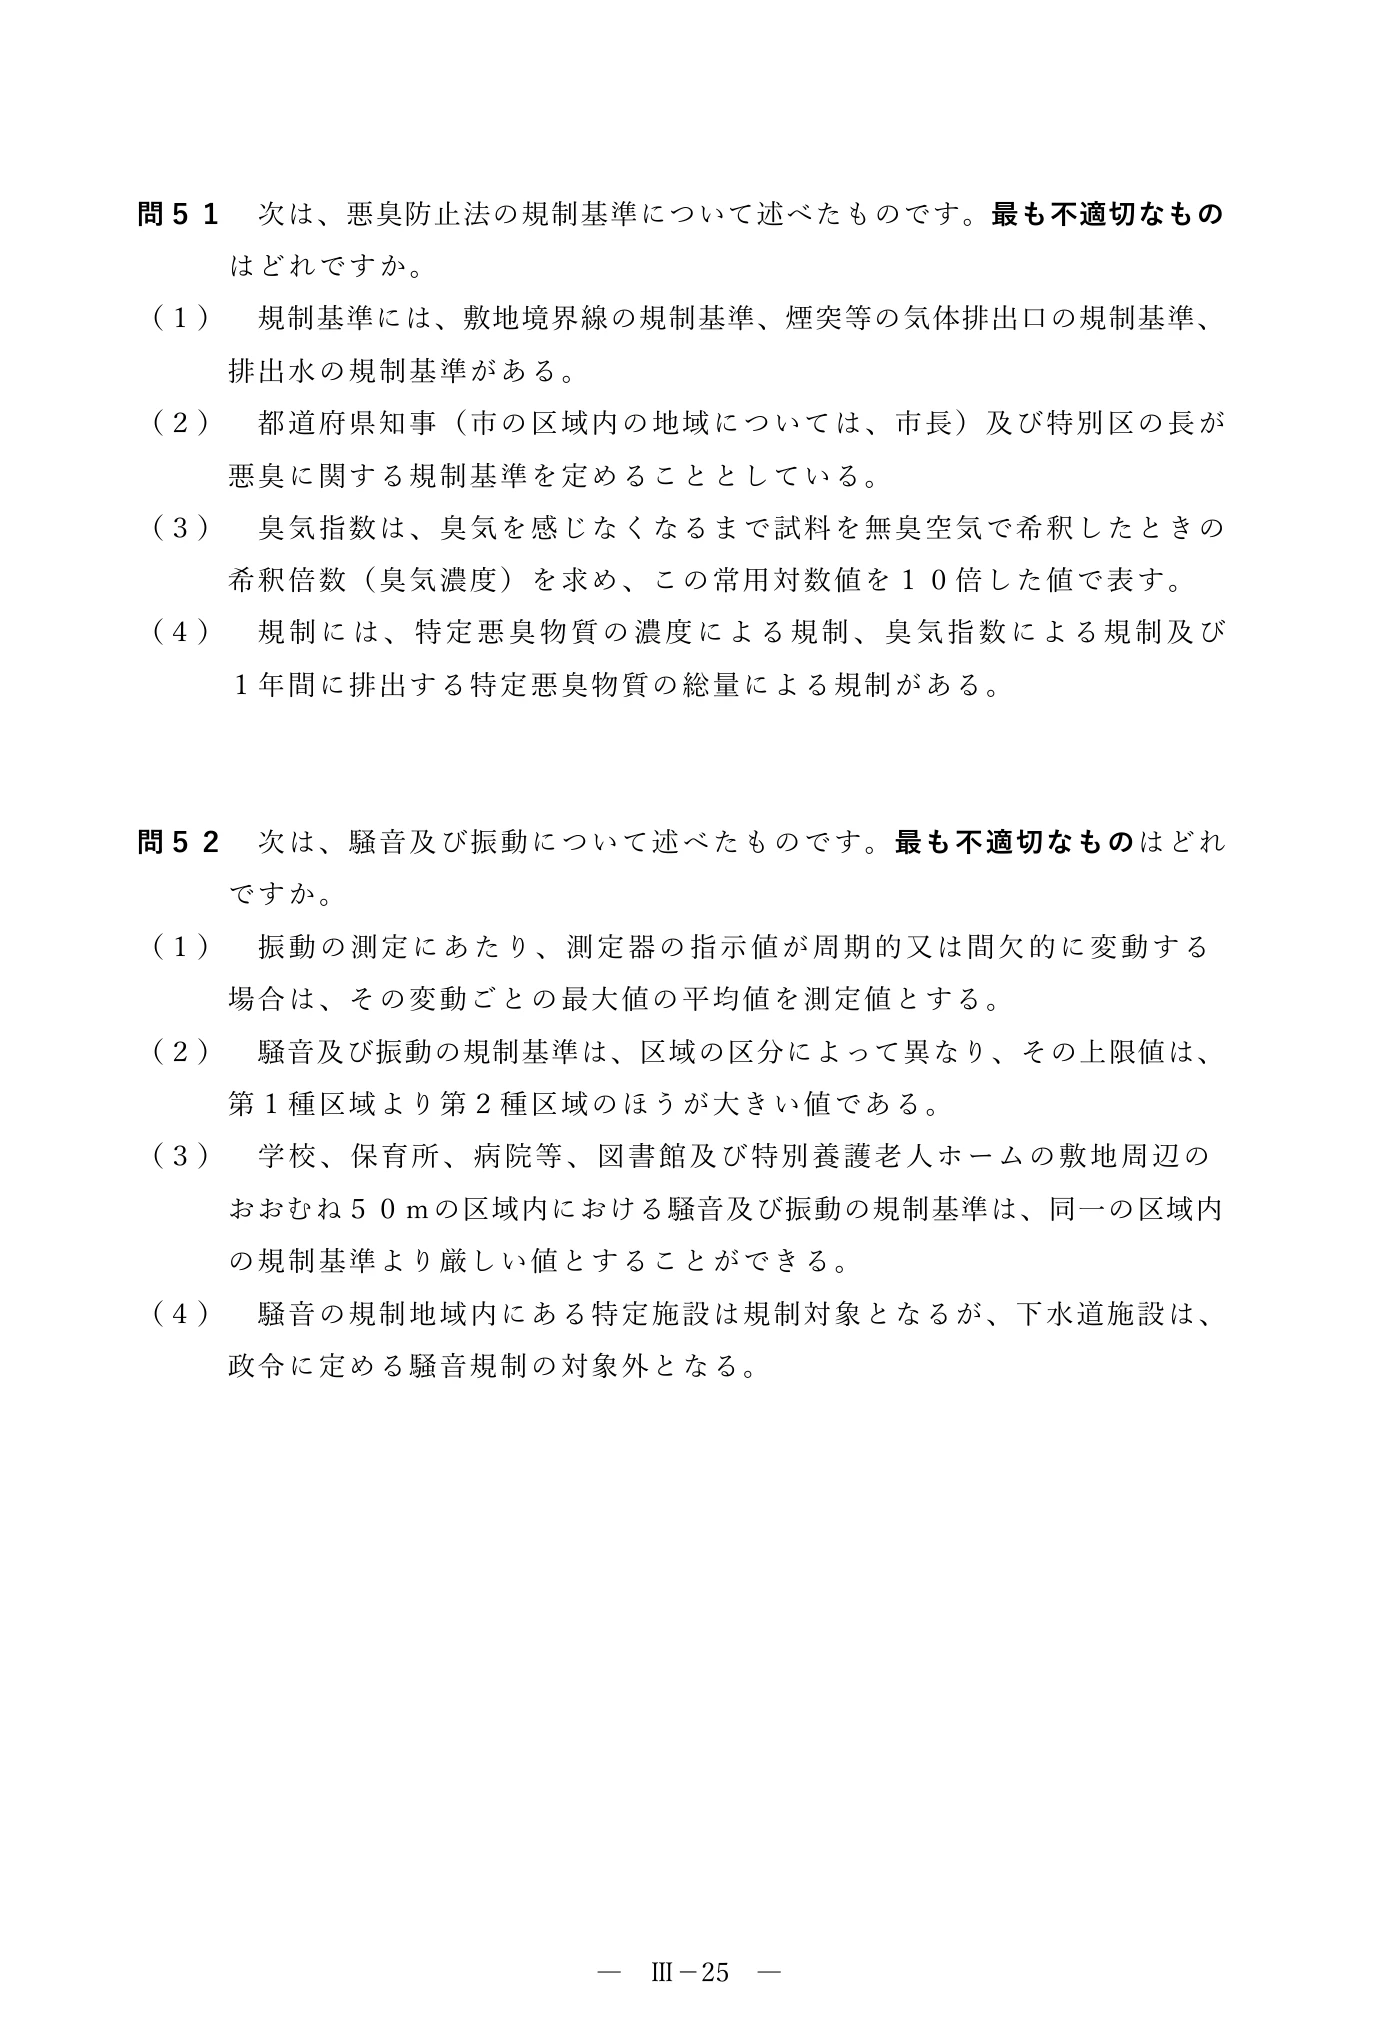 問５１　次は、悪臭防止法の規制基準について述べたものです。最も不適切なもの
はどれですか。
（１）　規制基準には、敷地境界線の規制基準、煙突等の気体排出口の規制基準、
排出水の規制基準がある。
（２）　都道府県知事（市の区域内の地域については、市長）及び特別区の長が
悪臭に関する規制基準を定めることとしている。
（３）　臭気指数は、臭気を感じなくなるまで試料を無臭空気で希釈したときの
希釈倍数（臭気濃度）を求め、この常用対数値を１０倍した値で表す。
（４）　規制には、特定悪臭物質の濃度による規制、臭気指数による規制及び
１年間に排出する特定悪臭物質の総量による規制がある。
問５２　次は、騒音及び振動について述べたものです。最も不適切なものはどれ
ですか。
（１）　振動の測定にあたり、測定器の指示値が周期的又は間欠的に変動する
場合は、その変動ごとの最大値の平均値を測定値とする。
（２）　騒音及び振動の規制基準は、区域の区分によって異なり、その上限値は、
第１種区域より第２種区域のほうが大きい値である。
（３）　学校、保育所、病院等、図書館及び特別養護老人ホームの敷地周辺の
おおむね５０ｍの区域内における騒音及び振動の規制基準は、同一の区域内
の規制基準より厳しい値とすることができる。
（４）　騒音の規制地域内にある特定施設は規制対象となるが、下水道施設は、
政令に定める騒音規制の対象外となる。
― Ⅲ－25 ―